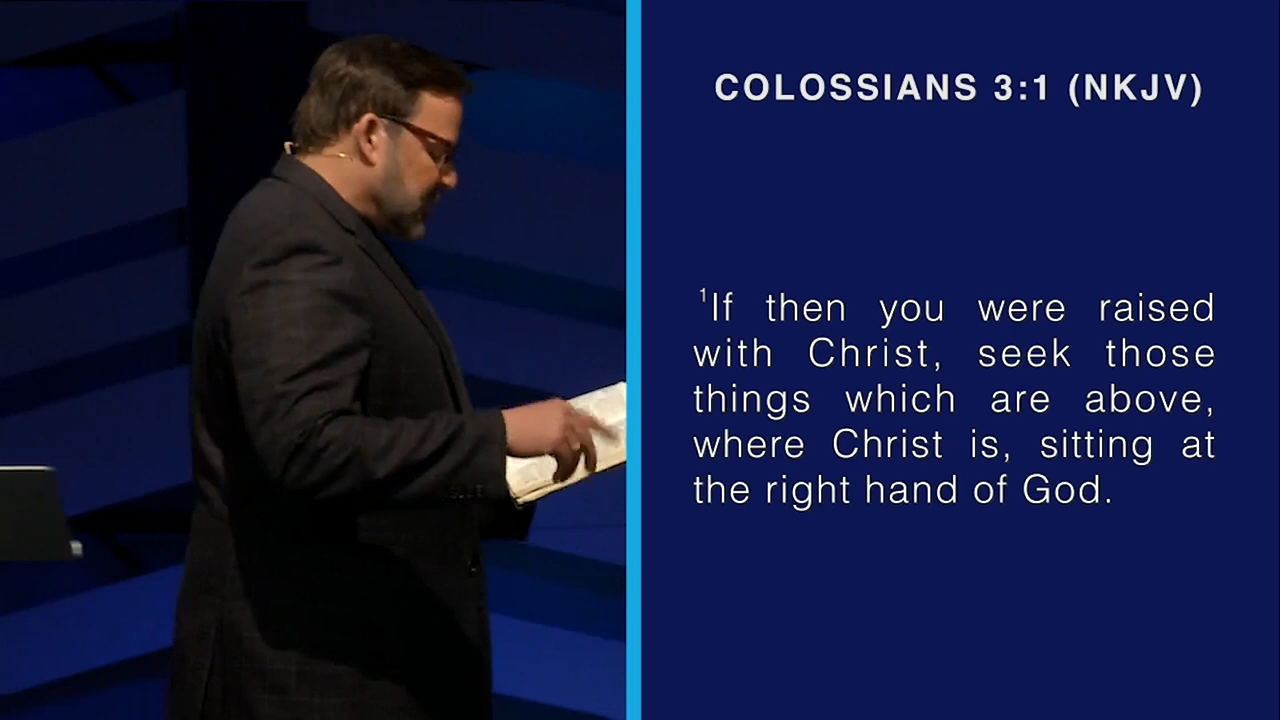 COLOSSIANS 3:1 (NKJV)
¹If then you were raised
with Christ, seek those
things which are above,
where Christ is, sitting at
the right hand of God.